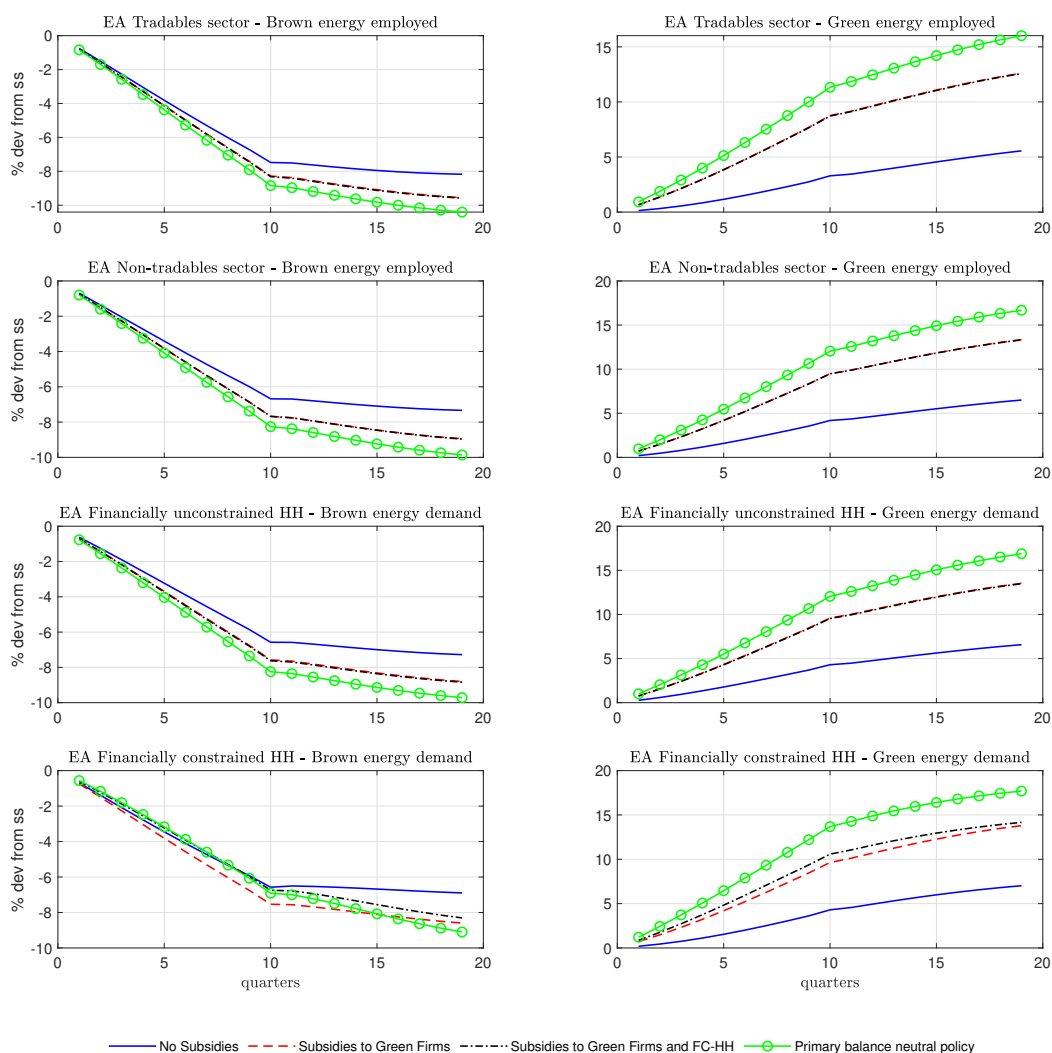 EA Tradables sector - Brown energy employed
% dev from ss
0
-2
-4
-6
-8
-10
0 5 10 15 20
EA Tradables sector - Green energy employed
15
10
5
0
0 5 10 15 20
EA Non-tradables sector - Brown energy employed
% dev from ss
0
-2
-4
-6
-8
-10
0 5 10 15 20
EA Non-tradables sector - Green energy employed
20
15
10
5
0
0 5 10 15 20
EA Financially unconstrained HH - Brown energy demand
% dev from ss
0
-2
-4
-6
-8
-10
0 5 10 15 20
EA Financially unconstrained HH - Green energy demand
20
15
10
5
0
0 5 10 15 20
EA Financially constrained HH - Brown energy demand
% dev from ss
0
-2
-4
-6
-8
-10
0 5 10 15 20
quarters
EA Financially constrained HH - Green energy demand
20
15
10
5
0
0 5 10 15 20
quarters
No Subsidies Subsidies to Green Firms Subsidies to Green Firms and FC-HH Primary balance neutral policy